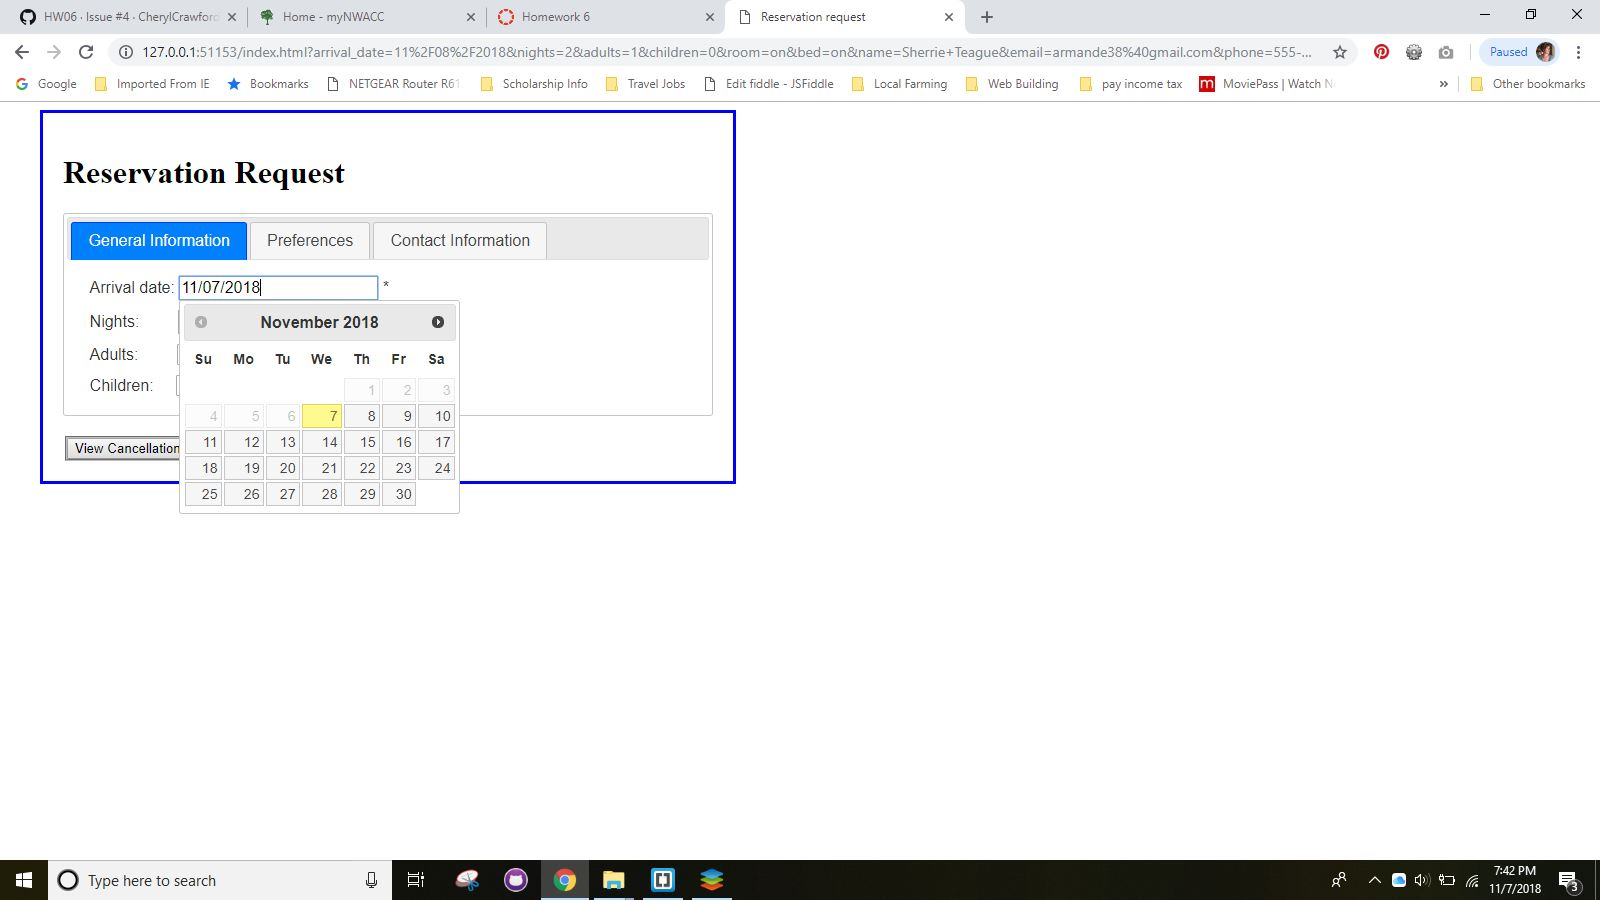 HW06 · Issue #4 · CherylCrawford
Home - myNWACC
Homework 6
Reservation request
127.0.0.1:51153/index.html?arrival_date=11%2F08%2F2018&nights=2&adults=1&children=0&room=on&bed=on&name=Sherrie+Teague&email=armande38%40gmail.com&phone=555-...
Paused
Google
Imported From IE
Bookmarks
NETGEAR Router R61
Scholarship Info
Travel Jobs
Edit fiddle - JSFiddle
Local Farming
Web Building
pay income tax
m
MoviePass | Watch
»
Other bookmarks
Reservation Request
General Information
Preferences
Contact Information
Arrival date: 11/07/2018 *
Nights:
Adults:
Children:
View Cancellation
November 2018
Su Mo Tu We Th Fr Sa
1 2 3
4 5 6 7 8 9 10
11 12 13 14 15 16 17
18 19 20 21 22 23 24
25 26 27 28 29 30
Type here to search
7:42 PM
11/7/2018
3